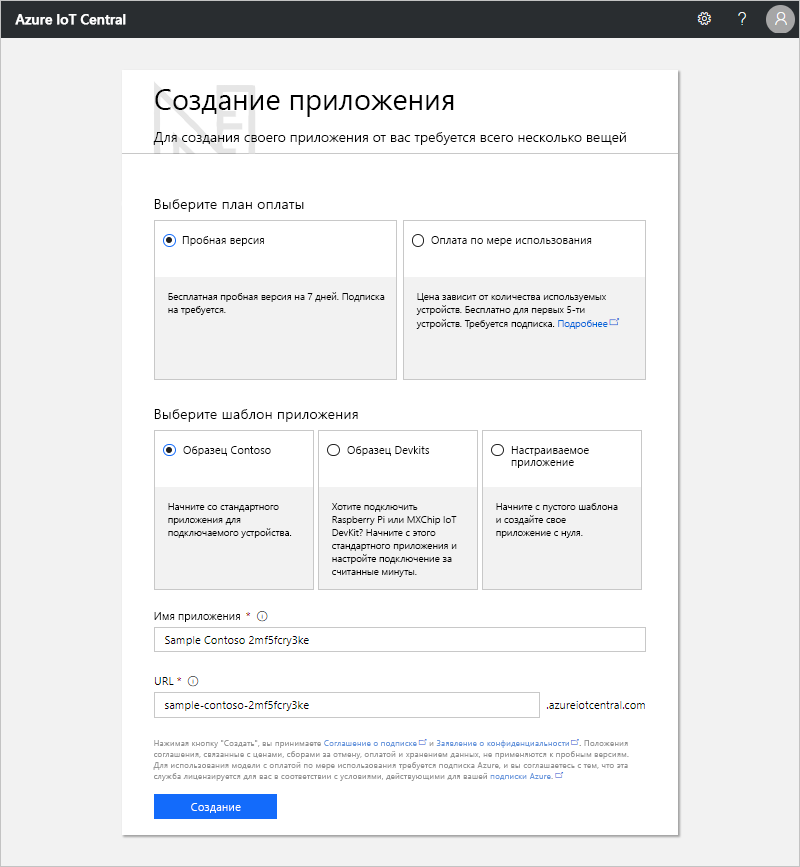 Azure IoT Central
?
Создание приложения
Для создания своего приложения от вас требуется всего несколько вещей
Выберите план оплаты
Пробная версия
Бесплатная пробная версия на 7 дней. Подписка
на требуется.
Оплата по мере использования
Цена зависит от количества используемых
устройств. Бесплатно для первых 5-ти
устройств. Требуется подписка. Подробнее
Выберите шаблон приложения
Образец Contoso
Начните со стандартного
приложения для
подключаемого устройства.
Образец Devkits
Хотите подключить
Raspberry Pi или MXChip IoT
DevKit? Начните с этого
стандартного приложения и
настройте подключение за
считанные минуты.
Настраиваемое
приложение
Начните с пустого шаблона
и создайте свое
приложение с нуля.
Имя приложения *
Sample Contoso 2mf5fcry3ke
URL *
sample-contoso-2mf5fcry3ke
.azureiotcentral.com
Нажимая кнопку "Создать", вы принимаете Соглашение о подписке и Заявление о конфиденциальности. Положения
соглашения, связанные с ценами, сборами за отмену, оплатой и хранением данных, не применяются к пробным версиям.
Для использования модели с оплатой по мере использования требуется подписка Azure, и вы соглашаетесь с тем, что эта
служба лицензируется для вас в соответствии с условиями, действующими для вашей подписки Azure.
Создание